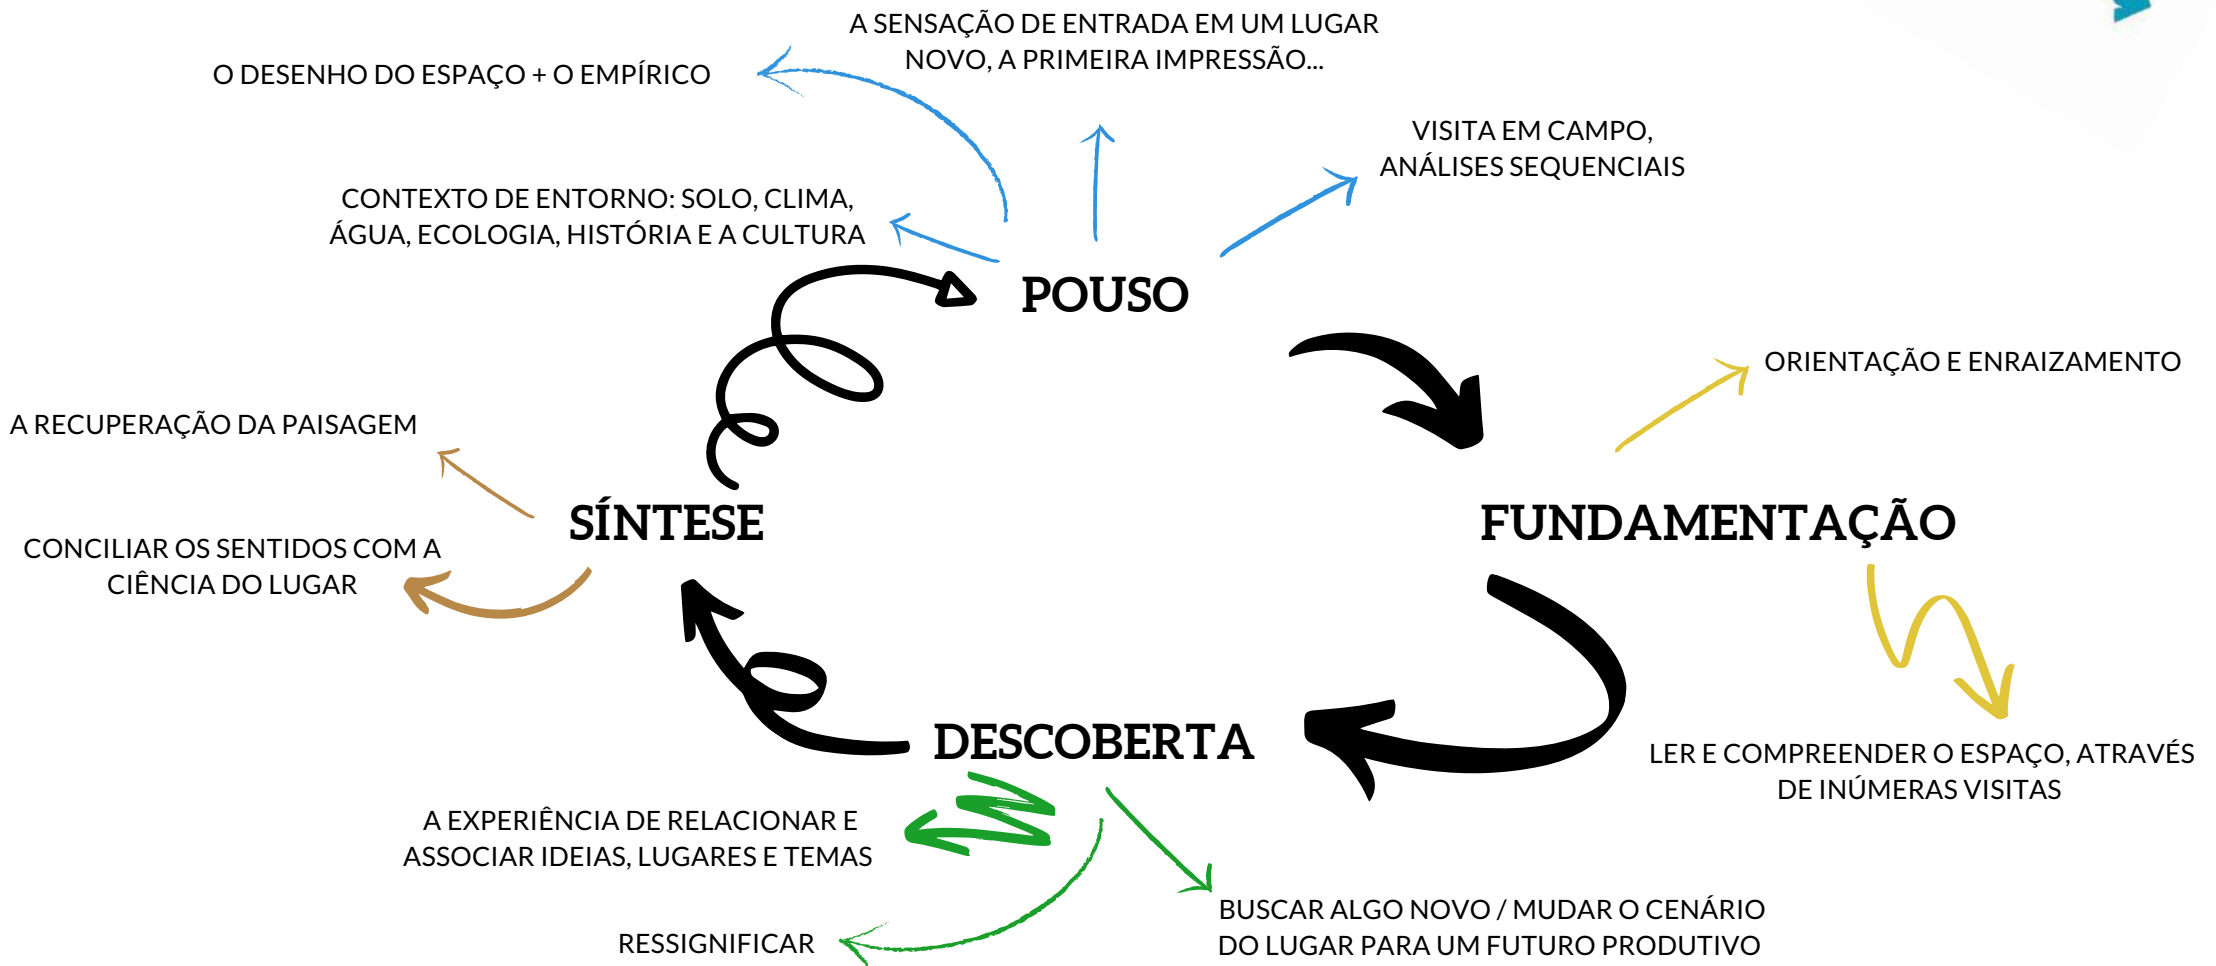 A SENSAÇÃO DE ENTRADA EM UM LUGAR
NOVO, A PRIMEIRA IMPRESSÃO...
O DESENHO DO ESPAÇO + O EMPÍRICO
VISITA EM CAMPO,
ANÁLISES SEQUENCIAIS
CONTEXTO DE ENTORNO: SOLO, CLIMA,
ÁGUA, ECOLOGIA, HISTÓRIA E A CULTURA
POUSO
ORIENTAÇÃO E ENRAIZAMENTO
A RECUPERAÇÃO DA PAISAGEM
SÍNTESE
FUNDAMENTAÇÃO
CONCILIAR OS SENTIDOS COM A
CIÊNCIA DO LUGAR
DESCOBERTA
LER E COMPREENDER O ESPAÇO, ATRAVÉS
DE INÚMERAS VISITAS
A EXPERIÊNCIA DE RELACIONAR E
ASSOCIAR IDEIAS, LUGARES E TEMAS
BUSCAR ALGO NOVO / MUDAR O CENÁRIO
DO LUGAR PARA UM FUTURO PRODUTIVO
RESSIGNIFICAR